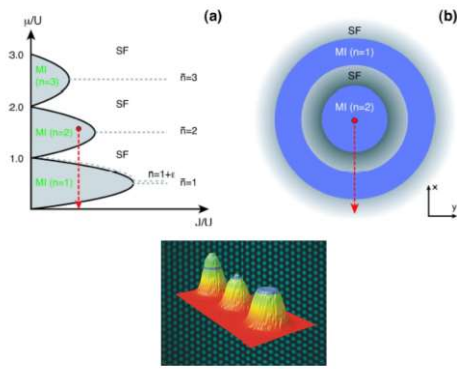 μ/U
(a)
3.0
SF
MI
(n=3)
n̄=3
2.0
SF
MI (n=2)
n̄=2
1.0
SF
n̄=1+ε
MI (n=1)
n̄=1
J/U
(b)
SF
MI (n=1)
SF
MI (n=2)
x
y